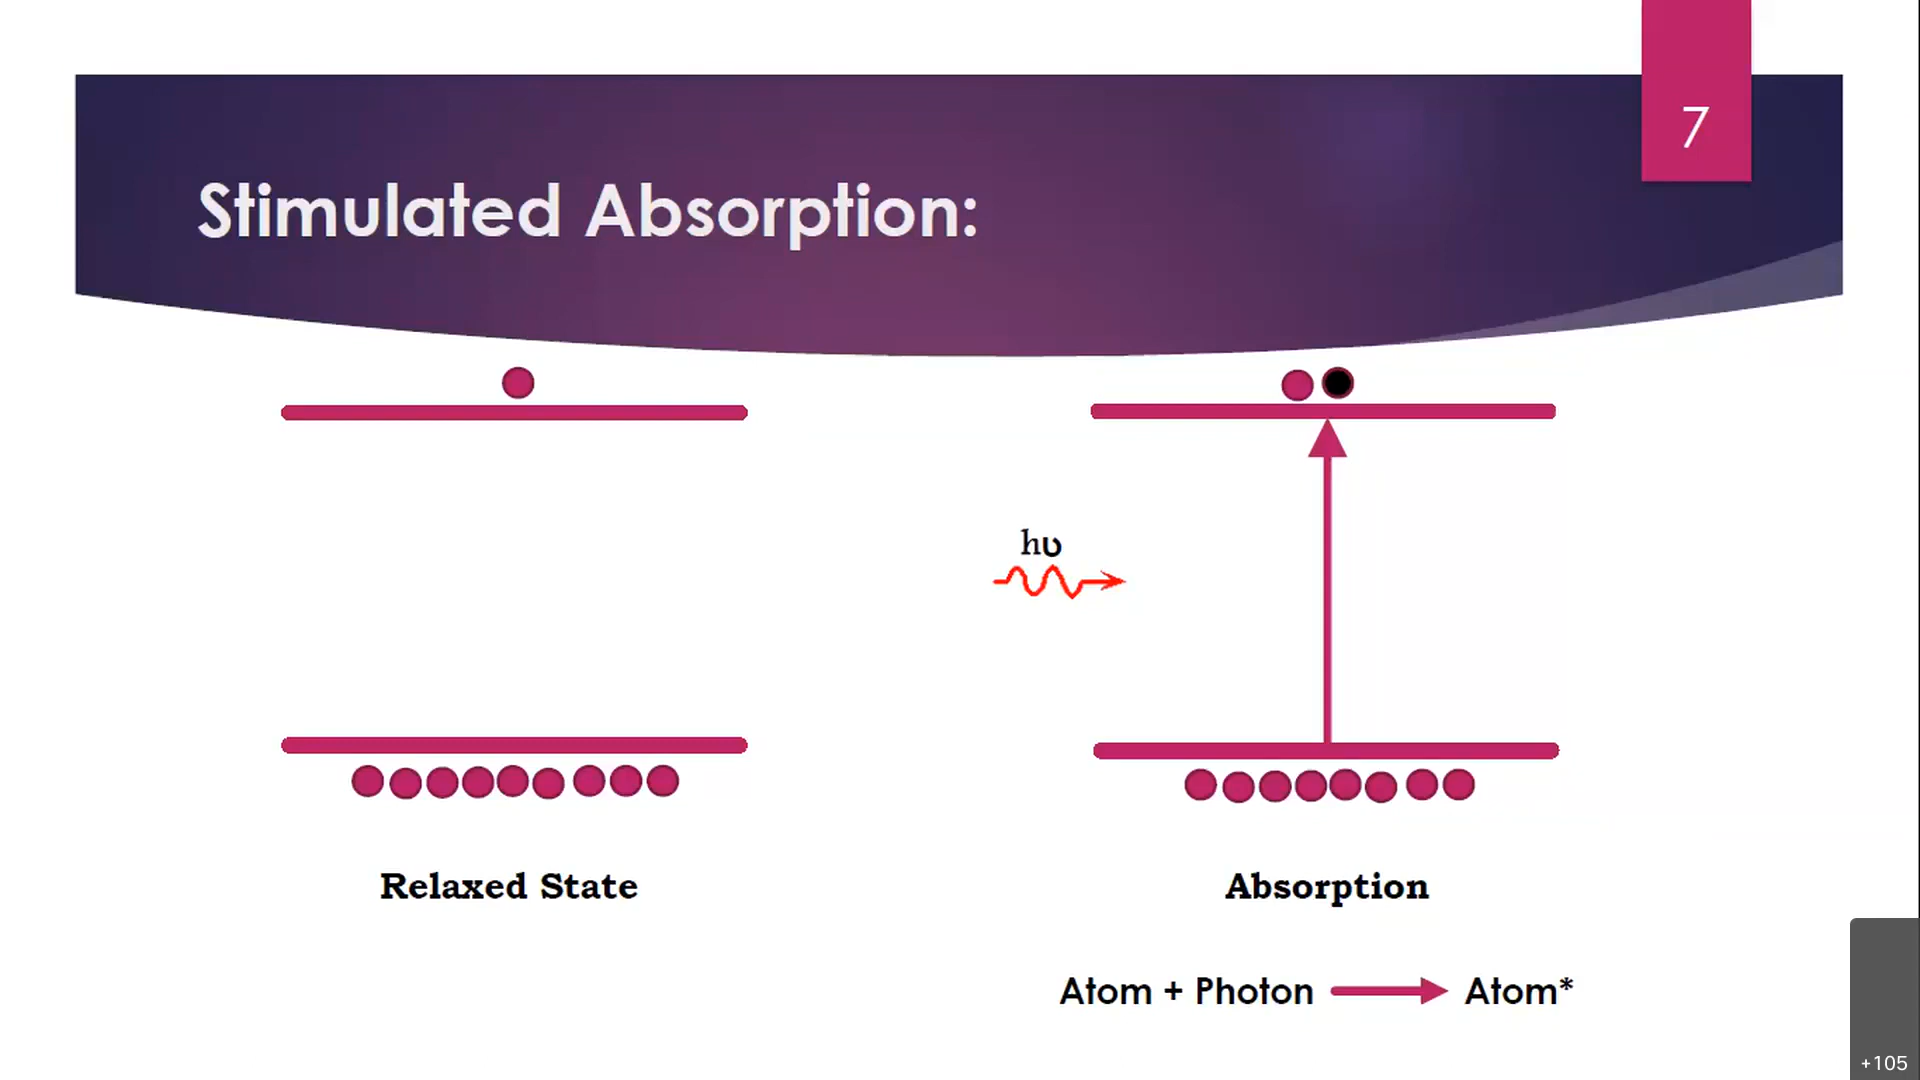 7
Stimulated Absorption:
hυ
Relaxed State
Absorption
Atom + Photon Atom*
+105